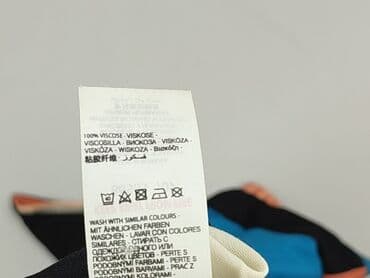 100% VISCOSE - VISKOSE -
VISCOSILLA - ВИСКОЗА - VISKÓZA -
VISKÓZA - WISKOZA - Βισκόζη -
粘胶纤维 - فسكوز
WASH WITH SIMILAR COLOURS -
MIT ÄHNLICHEN FARBEN
WASCHEN - LAVAR CON COLORES
SIMILARES - СТИРАТЬ С
ОДЕЖДОЙ ОДНОГО ИЛИ
ПОХОЖИХ ЦВЕТОВ - PERTE S
PODOBNÝMI FARBAMI - PERTE S
PODOBNÝMI BARVAMI - PRAĆ Z
PODOBNYMI KOLORAMI -